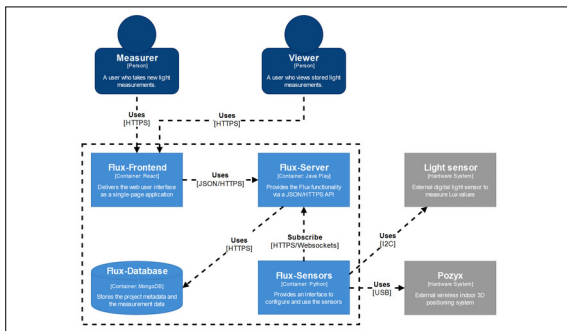 Measurer
[Person]
A user who takes new light
measurements.
Viewer
[Person]
A user who views stored light
measurements.
Uses
[HTTPS]
Uses
[HTTPS]
Flux-Frontend
[Container: React]
Delivers the web user interface
as a single-page application
Uses
[JSON/HTTPS]
Flux-Server
[Container: Java Play]
Provides the Flux functionality
via a JSON/HTTPS API
Light sensor
[Hardware System]
External digital light sensor to
measure Lux values
Uses
[HTTPS]
Subscribe
[HTTPS/Websockets]
Uses
[I2C]
Flux-Database
[Container: MongoDB]
Stores the project metadata and
the measurement data
Flux-Sensors
[Container: Python]
Provides an interface to
configure and use the sensors
Uses
[USB]
Pozyx
[Hardware System]
External wireless indoor 3D
positioning system